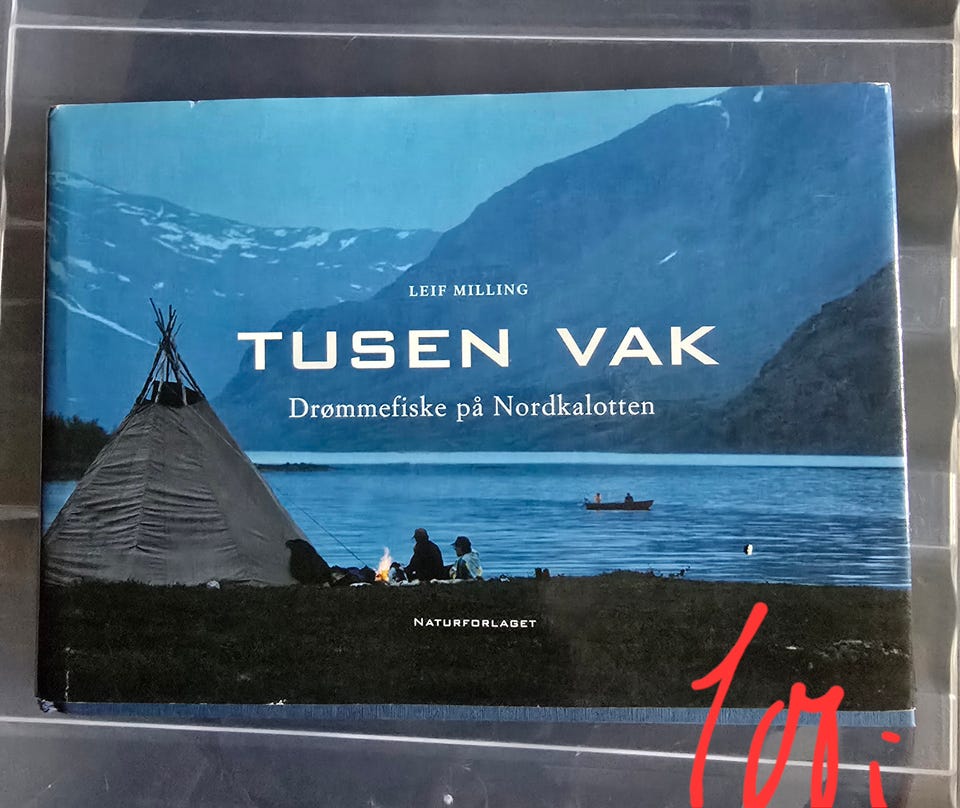 LEIF MILLING
TUSEN VAK
Drømmefiske på Nordkalotten
NATURFORLAGET